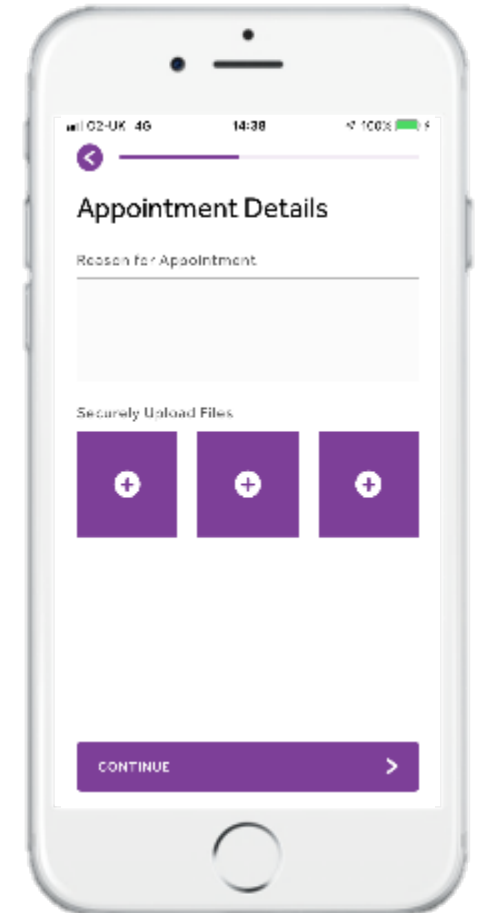 O2-UK 4G 14:38 100%
Appointment Details
Reason for Appointment
Securely Upload Files
CONTINUE